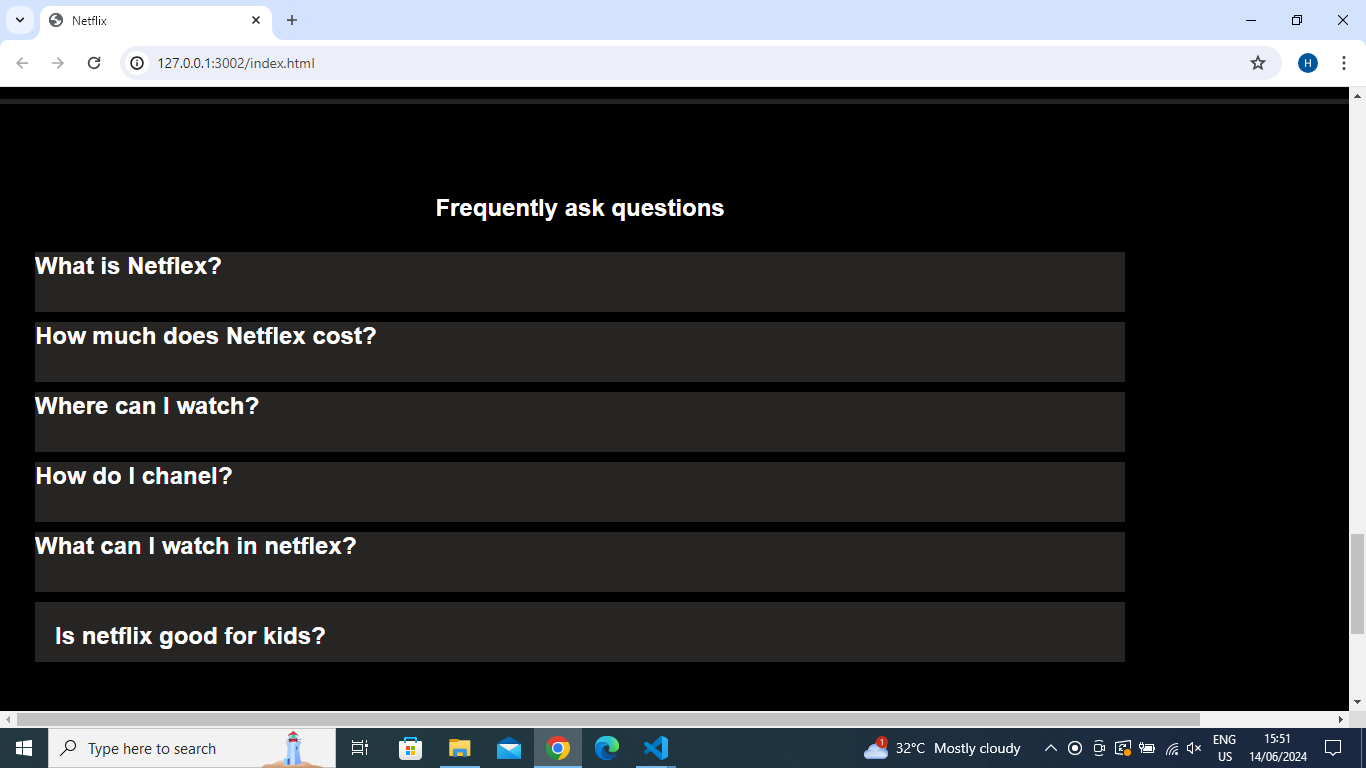 Netflix
127.0.0.1:3002/index.html
H
Frequently ask questions
What is Netflex?
How much does Netflex cost?
Where can I watch?
How do I chanel?
What can I watch in netflex?
Is netflix good for kids?
Type here to search
1
32°C Mostly cloudy
ENG
US
15:51
14/06/2024